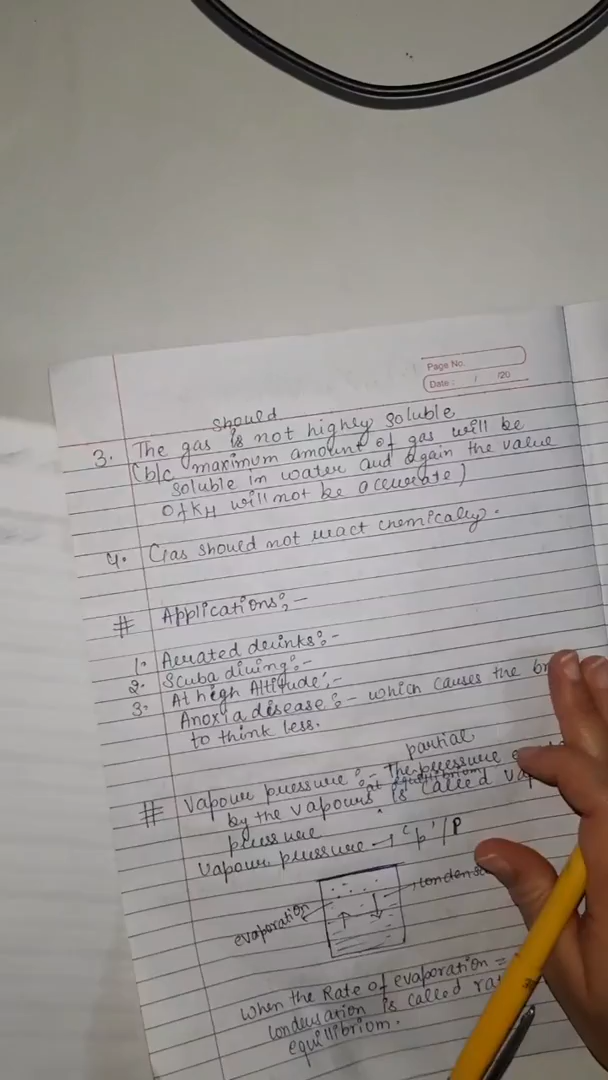 Page No.
Date : / /20
should
3. The gas is not highly soluble
(b/c maximum amount of gas will be
soluble in water and again the value
of KH will not be accurate)
4. Gas should not react chemically.
# Applications:-
1. Aerated drinks:-
2. Scuba diving:-
3. At high Altitude:-
Anoxia disease:- which causes the
to think less.
partial
# Vapour pressure :- The pressure
at equilibrium
by the vapours is called
pressure
Vapour pressure → 'p'/P
evaporation
When the Rate of evaporation =
condensation is called
equillibriom.